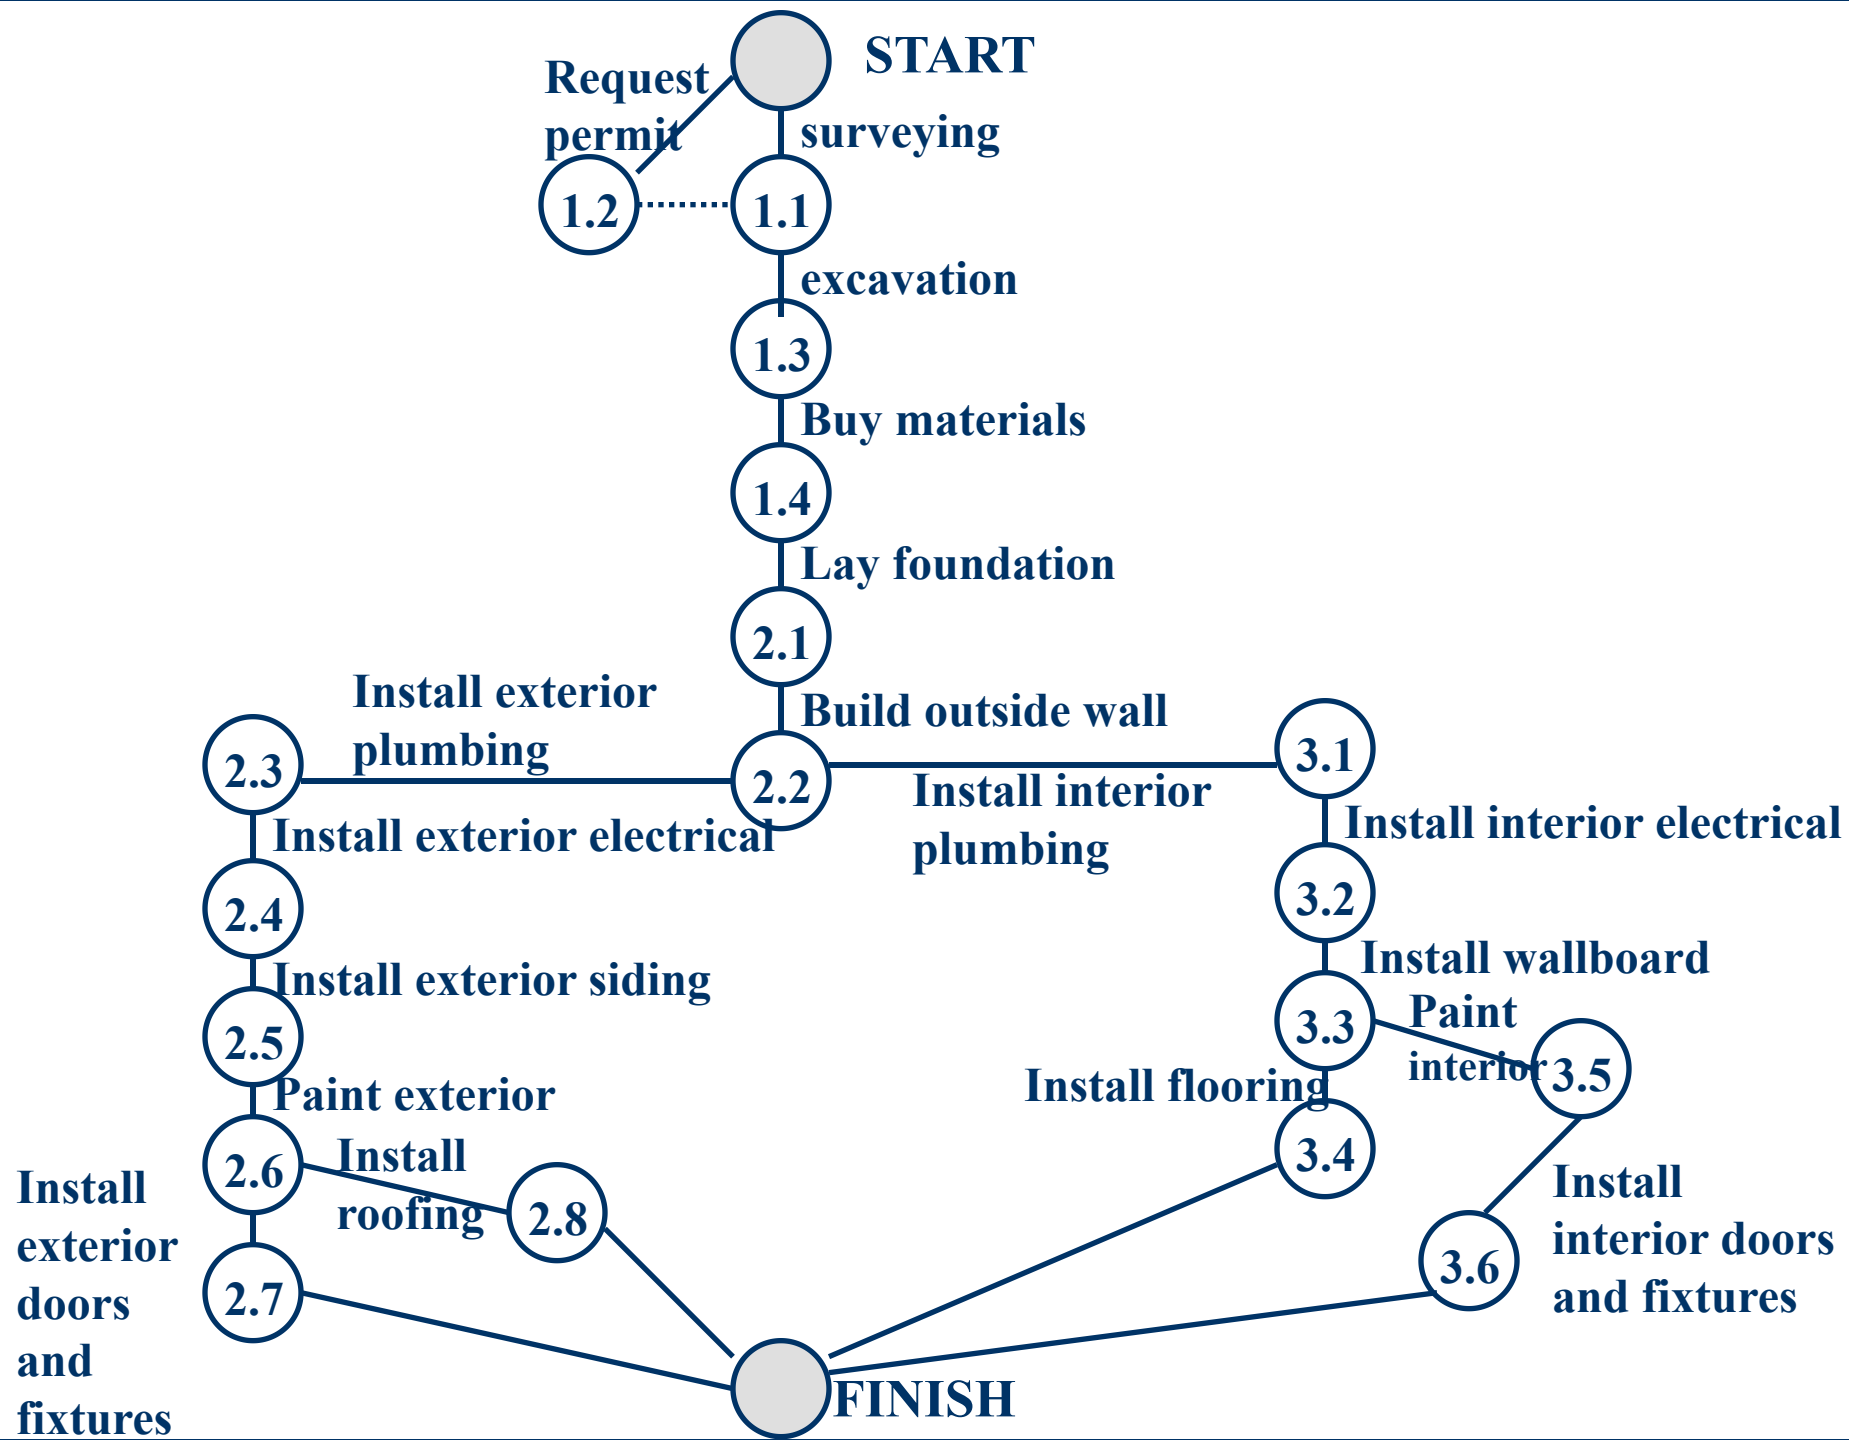 START
Request
permit
surveying
1.2
1.1
excavation
1.3
Buy materials
1.4
Lay foundation
2.1
Install exterior
plumbing
Build outside wall
2.3
2.2
3.1
Install interior
plumbing
Install exterior electrical
Install interior electrical
2.4
3.2
Install exterior siding
Install wallboard
2.5
3.3
Paint
interior
3.5
Paint exterior
Install flooring
2.6
Install
roofing
2.8
3.4
Install
exterior
doors
and
fixtures
Install
interior doors
and fixtures
2.7
3.6
FINISH